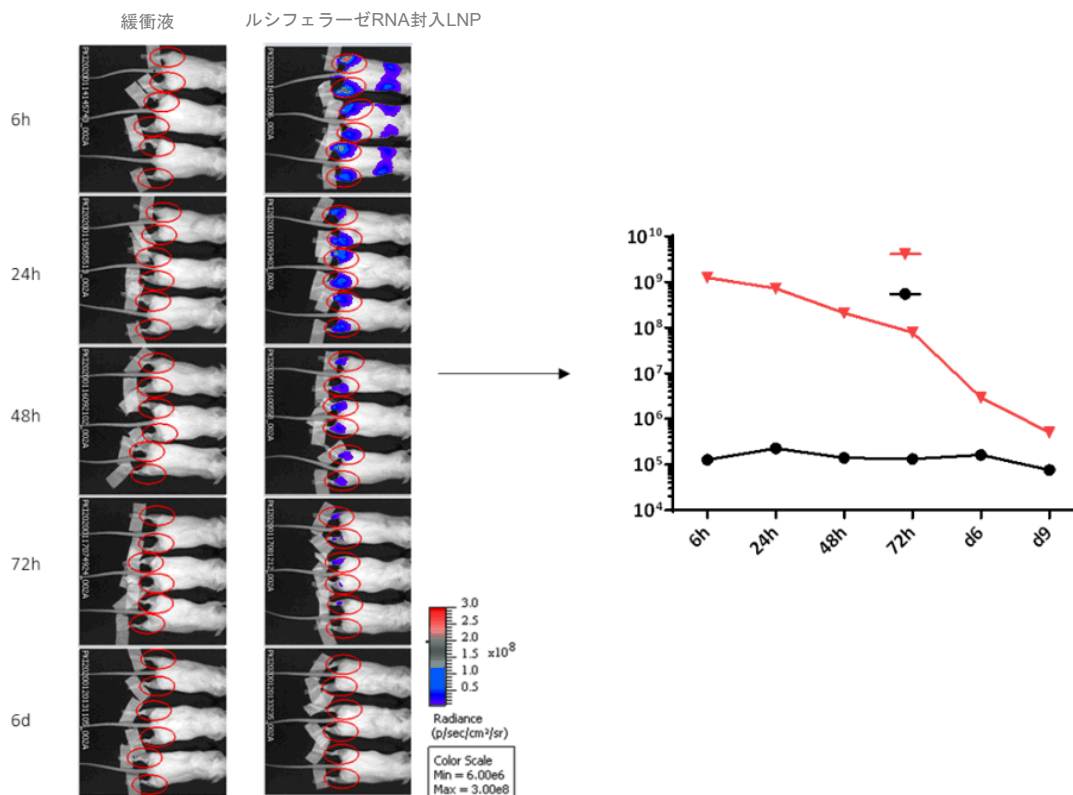 緩衝液
ルシフェラーゼRNA封入LNP
6h
24h
48h
72h
6d
3.0
2.5
2.0
1.5
1.0
0.5
x10⁸
Radiance
(p/sec/cm²/sr)
Color Scale
Min = 6.00e6
Max = 3.00e8
10¹⁰
10⁹
10⁸
10⁷
10⁶
10⁵
10⁴
6h
24h
48h
72h
d6
d9